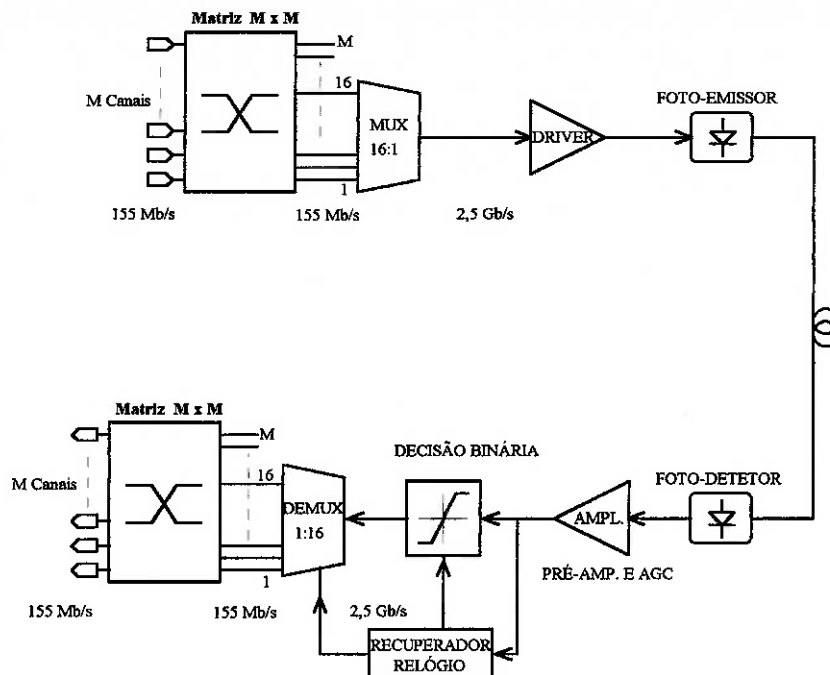 Matriz M x M
M
16
M Canais
MUX
16:1
1
155 Mb/s
155 Mb/s
2,5 Gb/s
DRIVER
FOTO-EMISSOR
Matriz M x M
M
16
M Canais
DEMUX
1:16
1
155 Mb/s
155 Mb/s
2,5 Gb/s
DECISÃO BINÁRIA
AMPL.
PRÉ-AMP. E AGC
FOTO-DETETOR
RECUPERADOR
RELÓGIO